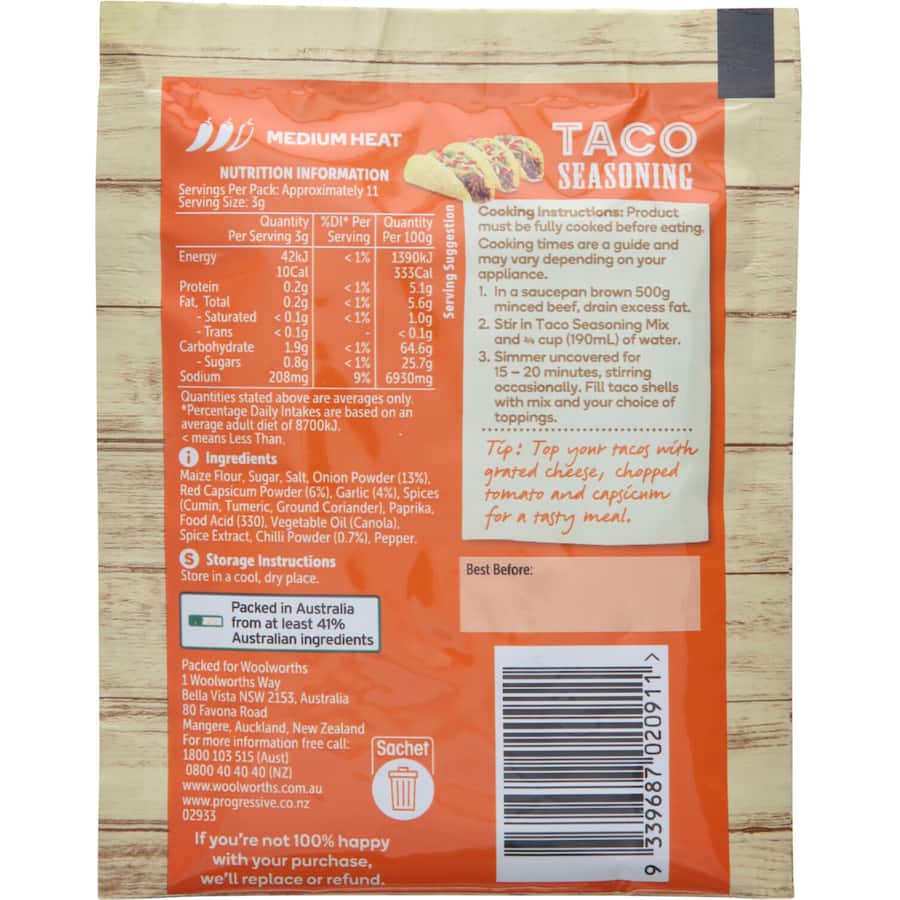 MEDIUM HEAT
TACO
SEASONING
NUTRITION INFORMATION
Servings Per Pack: Approximately 11
Serving Size: 3g
Quantity %DI* Per Quantity
Per Serving 3g Serving Per 100g
Energy 42kJ < 1% 1390kJ
10Cal 333Cal
Protein 0.2g < 1% 5.1g
Fat, Total 0.2g < 1% 5.6g
- Saturated < 0.1g < 1% 1.0g
- Trans < 0.1g - < 0.1g
Carbohydrate 1.9g < 1% 64.6g
- Sugars 0.8g < 1% 25.7g
Sodium 208mg 9% 6930mg
Quantities stated above are averages only.
*Percentage Daily Intakes are based on an
average adult diet of 8700kJ.
< means Less Than.
i Ingredients
Maize Flour, Sugar, Salt, Onion Powder (13%),
Red Capsicum Powder (6%), Garlic (4%), Spices
(Cumin, Tumeric, Ground Coriander), Paprika,
Food Acid (330), Vegetable Oil (Canola),
Spice Extract, Chilli Powder (0.7%), Pepper.
S Storage Instructions
Store in a cool, dry place.
Packed in Australia
from at least 41%
Australian ingredients
Packed for Woolworths
1 Woolworths Way
Bella Vista NSW 2153, Australia
80 Favona Road
Mangere, Auckland, New Zealand
For more information free call:
1800 103 515 (Aust)
0800 40 40 40 (NZ)
www.woolworths.com.au
www.progressive.co.nz
02933
Sachet
If you're not 100% happy
with your purchase,
we'll replace or refund.
Serving Suggestion
Cooking Instructions: Product
must be fully cooked before eating.
Cooking times are a guide and
may vary depending on your
appliance.
1. In a saucepan brown 500g
minced beef, drain excess fat.
2. Stir in Taco Seasoning Mix
and ¾ cup (190mL) of water.
3. Simmer uncovered for
15 – 20 minutes, stirring
occasionally. Fill taco shells
with mix and your choice of
toppings.
Tip: Top your tacos with
grated cheese, chopped
tomato and capsicum
for a tasty meal.
Best Before:
9 339687 020911 >